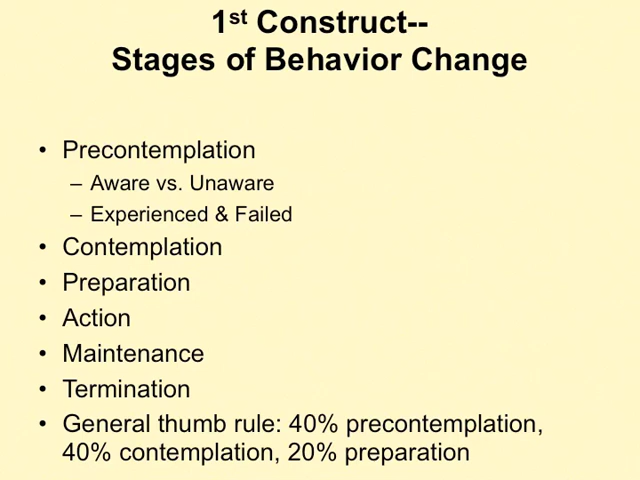 1st Construct--
Stages of Behavior Change
• Precontemplation
– Aware vs. Unaware
– Experienced & Failed
• Contemplation
• Preparation
• Action
• Maintenance
• Termination
• General thumb rule: 40% precontemplation,
40% contemplation, 20% preparation